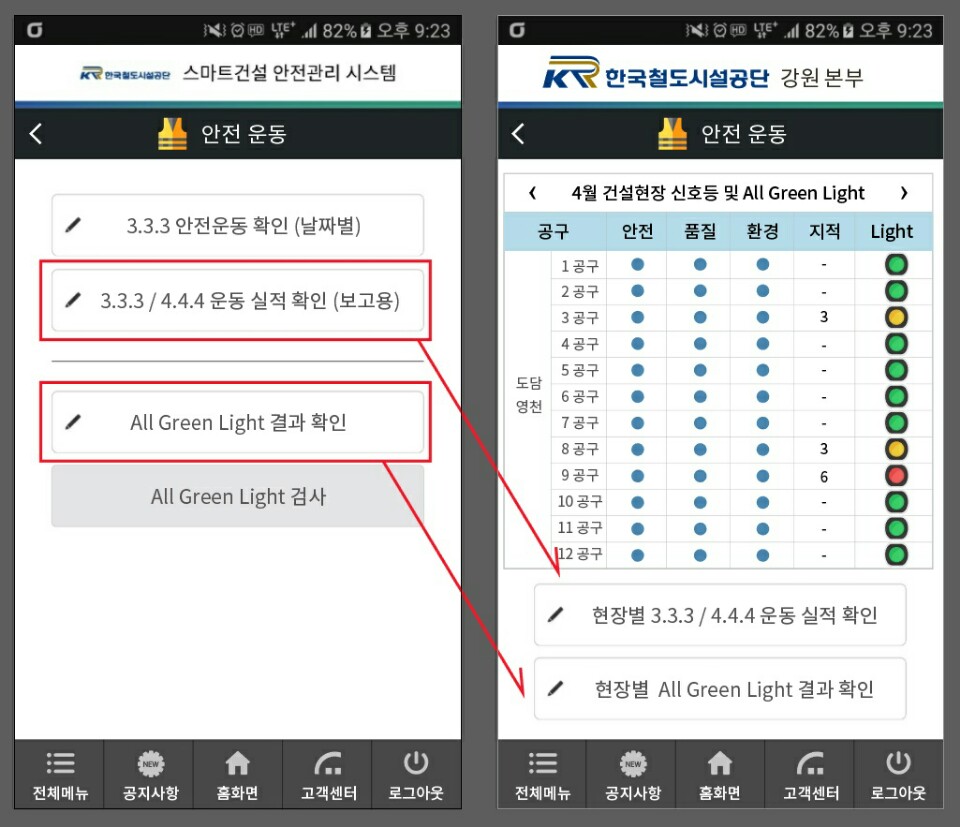 HD LTE+ 82% 오후 9:23
KR 한국철도시설공단 스마트건설 안전관리 시스템
안전 운동
3.3.3 안전운동 확인 (날짜별)
3.3.3 / 4.4.4 운동 실적 확인 (보고용)
All Green Light 결과 확인
All Green Light 검사
전체메뉴 공지사항 홈화면 고객센터 로그아웃
NEW
HD LTE+ 82% 오후 9:23
KR 한국철도시설공단 강원본부
안전 운동
4월 건설현장 신호등 및 All Green Light
공구 안전 품질 환경 지적 Light
도담
영천
1 공구 -
2 공구 -
3 공구 3
4 공구 -
5 공구 -
6 공구 -
7 공구 -
8 공구 3
9 공구 6
10 공구 -
11 공구 -
12 공구 -
현장별 3.3.3 / 4.4.4 운동 실적 확인
현장별 All Green Light 결과 확인
NEW
전체메뉴 공지사항 홈화면 고객센터 로그아웃